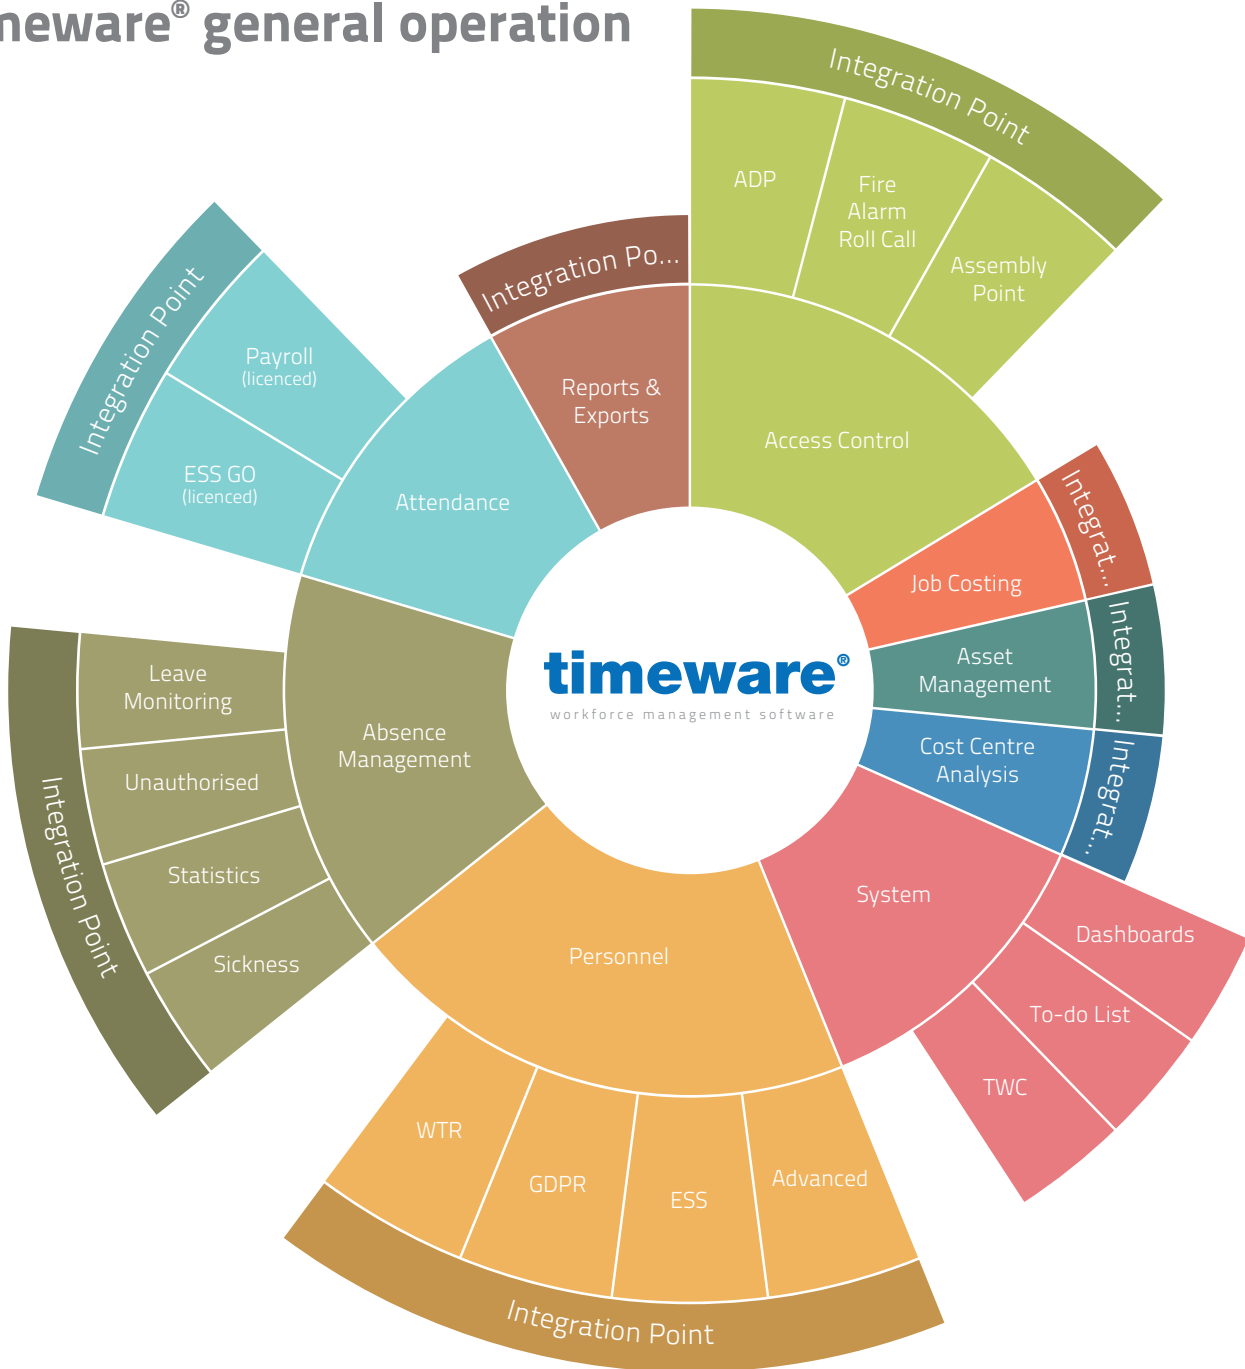 meware® general operation
Integration Point
ADP
Fire
Alarm
Roll Call
Assembly
Point
Access Control
Integrat...
Job Costing
Integrat...
Asset
Management
Integrat...
Cost Centre
Analysis
System
Dashboards
To-do List
TWC
Personnel
Advanced
ESS
GDPR
WTR
Integration Point
Absence
Management
Sickness
Statistics
Unauthorised
Leave
Monitoring
Integration Point
Attendance
ESS GO
(licenced)
Payroll
(licenced)
Integration Point
Reports &
Exports
Integration Po...
timeware®
workforce management software